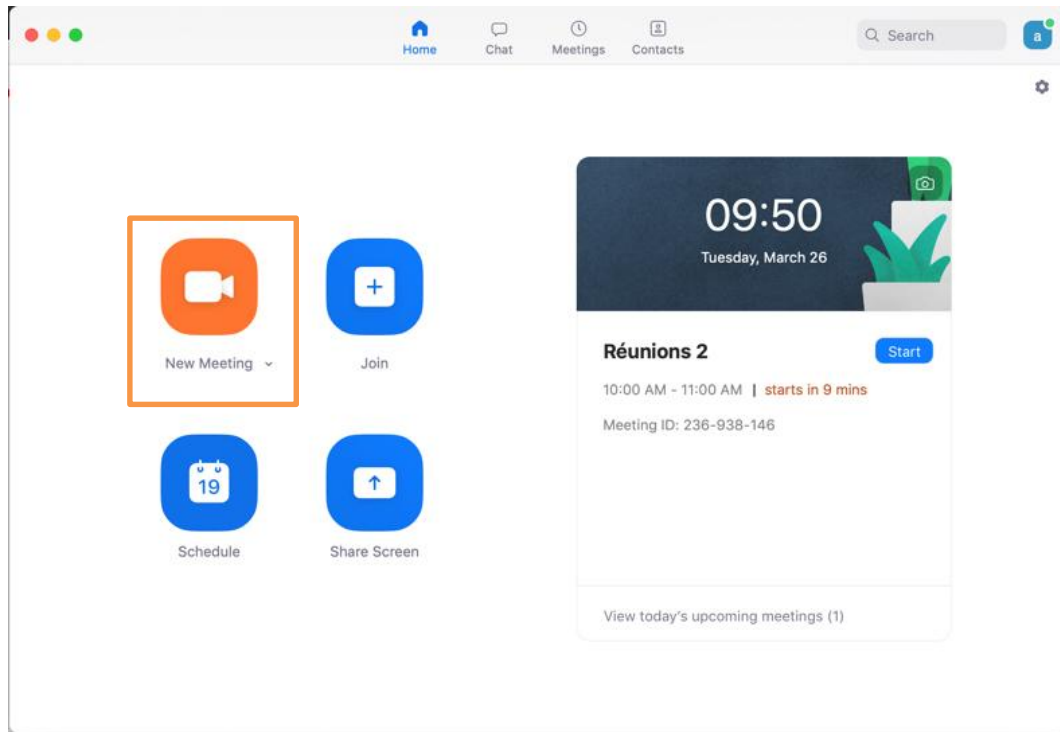 Home
Chat
Meetings
Contacts
Search
a
09:50
Tuesday, March 26
New Meeting
Join
Réunions 2
Start
10:00 AM - 11:00 AM | starts in 9 mins
Meeting ID: 236-938-146
19
Schedule
Share Screen
View today's upcoming meetings (1)